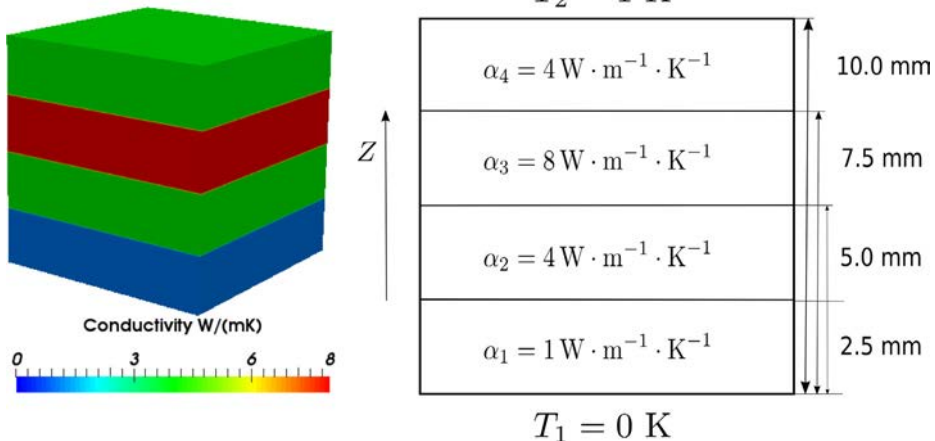 T₂ = 1 K
α₄ = 4 W · m⁻¹ · K⁻¹
10.0 mm
α₃ = 8 W · m⁻¹ · K⁻¹
7.5 mm
Z
α₂ = 4 W · m⁻¹ · K⁻¹
5.0 mm
α₁ = 1 W · m⁻¹ · K⁻¹
2.5 mm
T₁ = 0 K
Conductivity W/(mK)
0 3 6 8